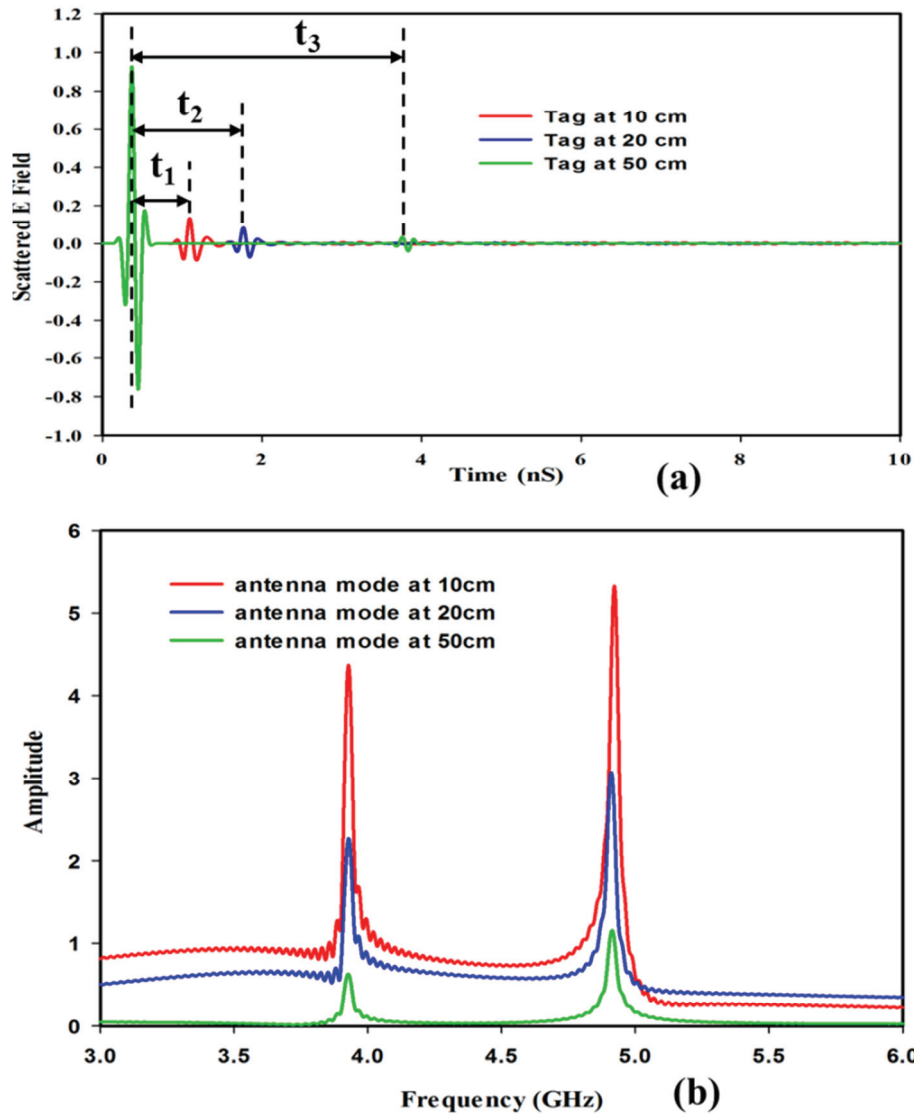 1.2
1.0
0.8
0.6
0.4
0.2
0.0
-0.2
-0.4
-0.6
-0.8
-1.0
Scattered E Field
t3
t2
t1
Tag at 10 cm
Tag at 20 cm
Tag at 50 cm
0 2 4 6 8 10
Time (nS)
(a)
6
5
4
3
2
1
0
Amplitude
antenna mode at 10cm
antenna mode at 20cm
antenna mode at 50cm
3.0 3.5 4.0 4.5 5.0 5.5 6.0
Frequency (GHz)
(b)